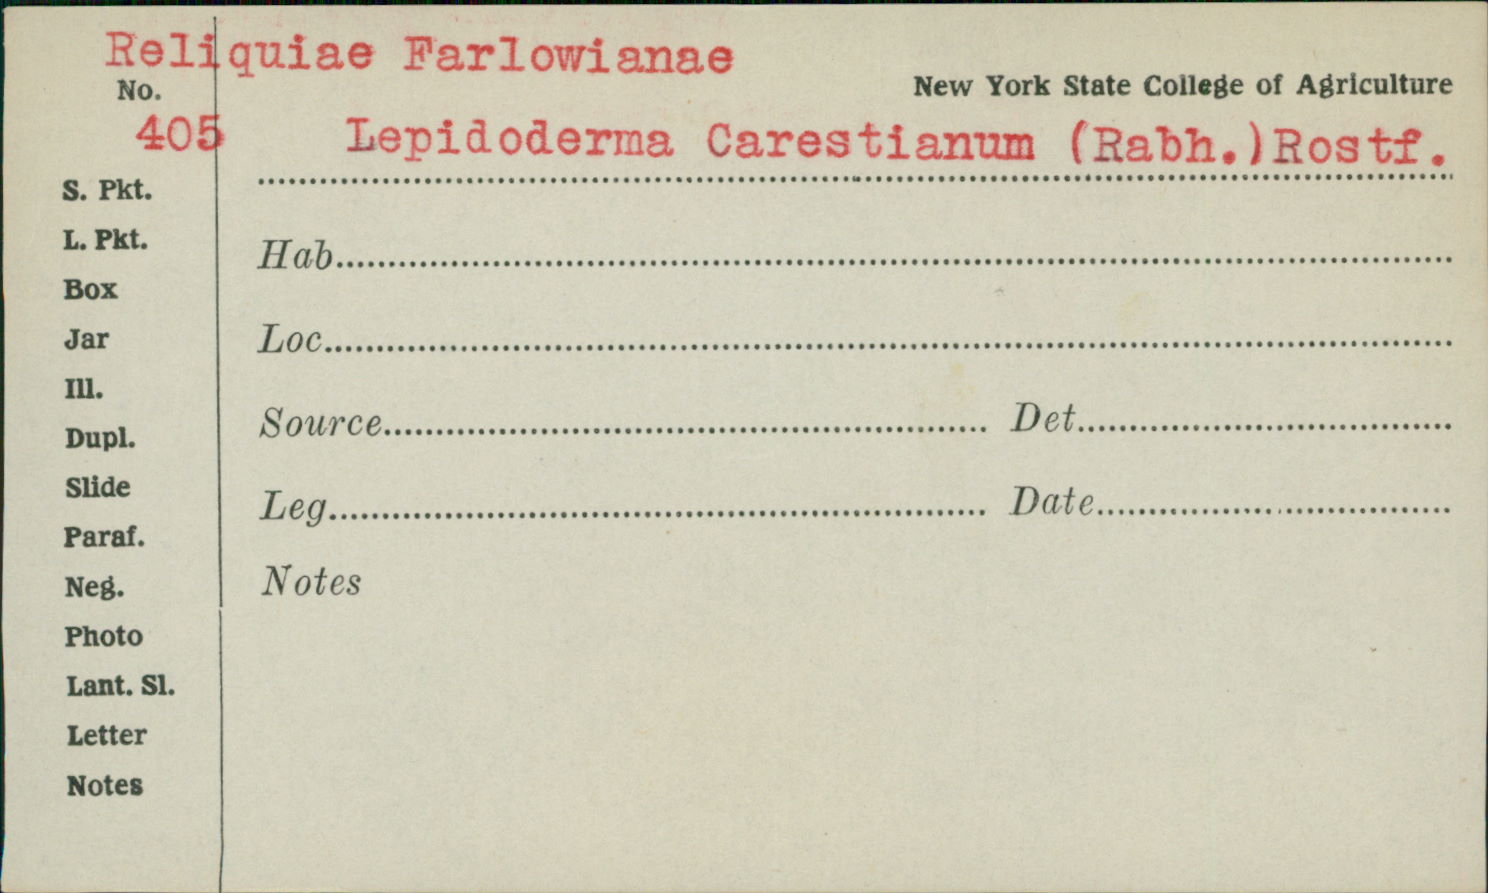 Reliquiae Farlowianae
No.
New York State College of Agriculture
405 Lepidoderma Carestianum (Rabh.)Rostf.
S. Pkt.
L. Pkt.
Hab
Box
Jar
Loc
Ill.
Dupl.
Source Det.
Slide
Leg Date
Paraf.
Neg.
Notes
Photo
Lant. Sl.
Letter
Notes